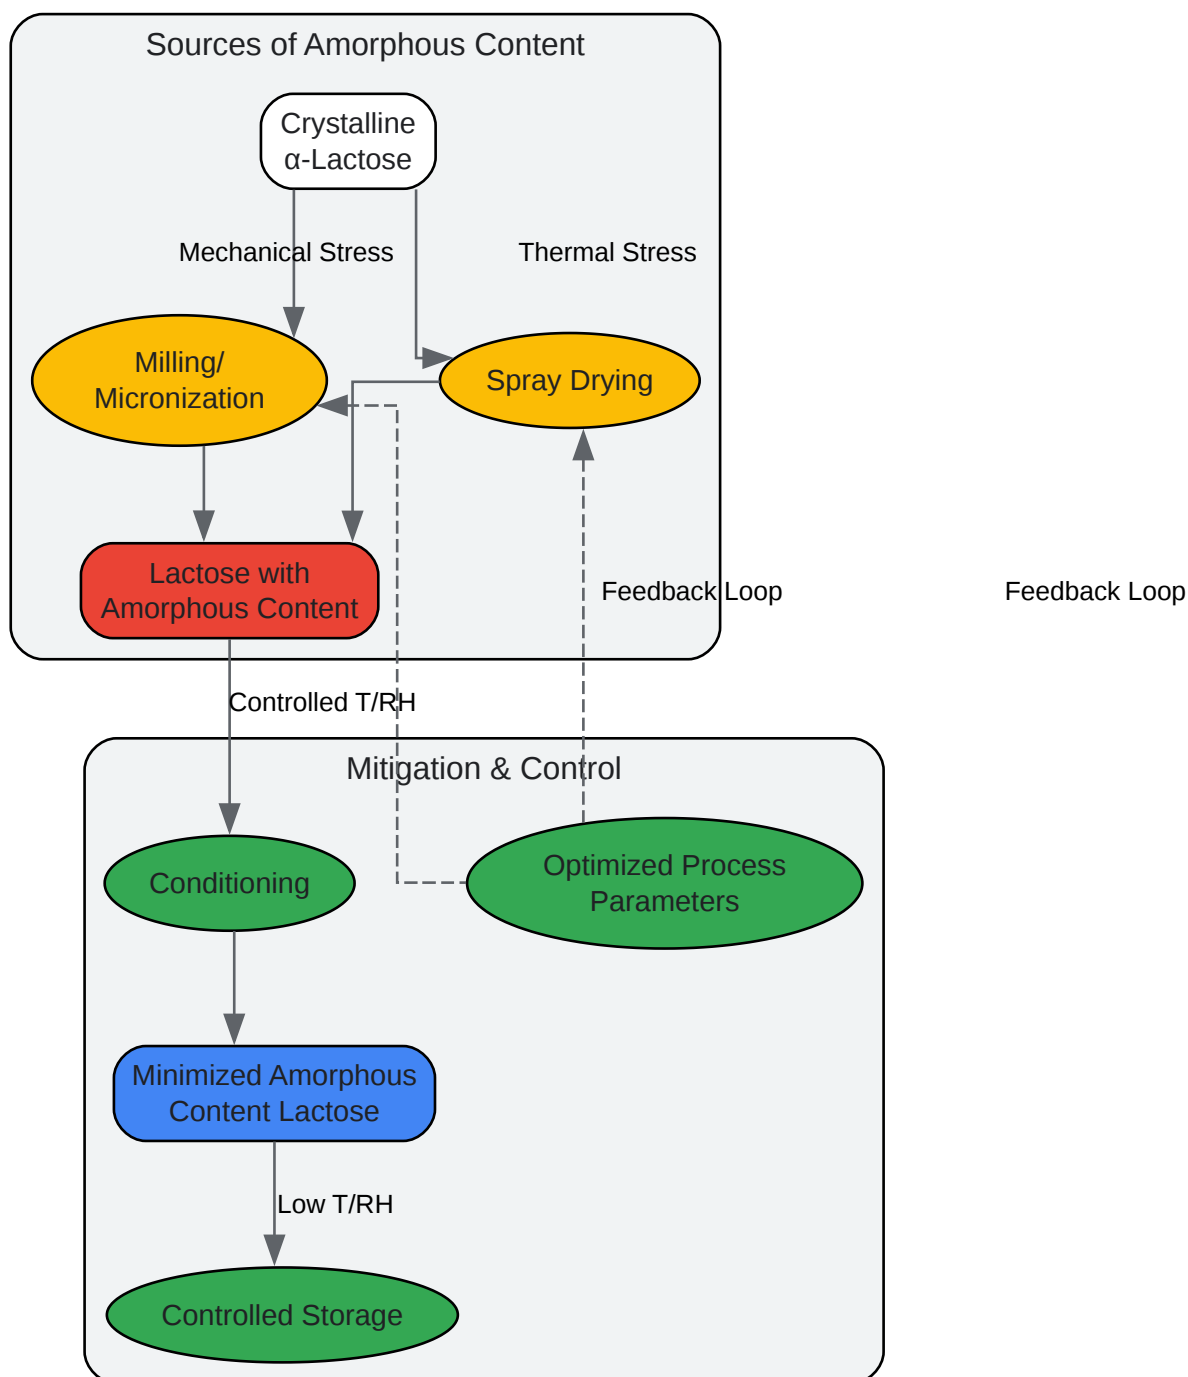 Sources of Amorphous Content
Crystalline
α-Lactose
Mechanical Stress
Thermal Stress
Milling/
Micronization
Spray Drying
Lactose with
Amorphous Content
Feedback Loop
Feedback Loop
Controlled T/RH
Mitigation & Control
Conditioning
Optimized Process
Parameters
Minimized Amorphous
Content Lactose
Low T/RH
Controlled Storage